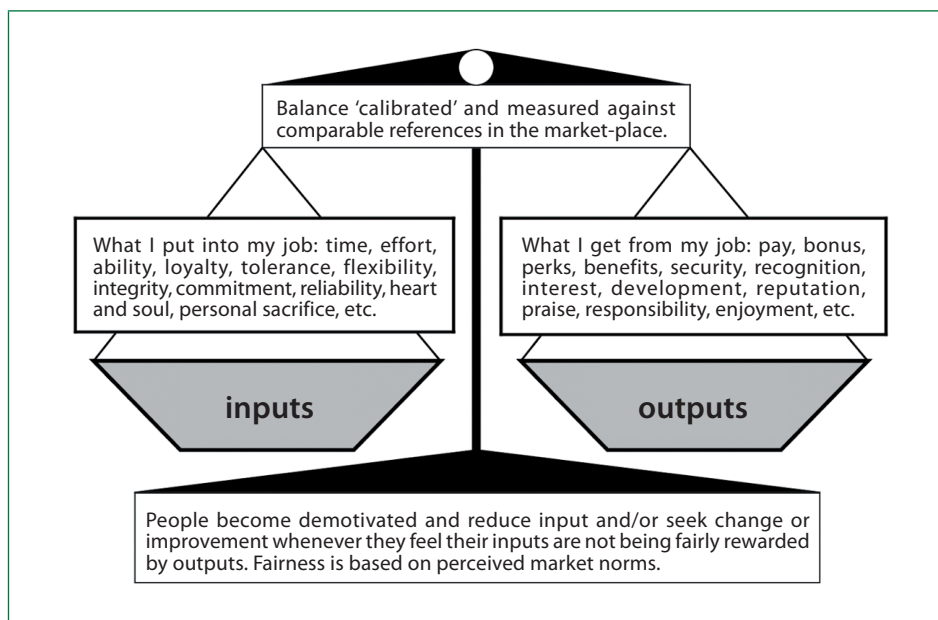 Balance ‘calibrated’ and measured against
comparable references in the market-place.
What I put into my job: time, effort,
ability, loyalty, tolerance, flexibility,
integrity, commitment, reliability, heart
and soul, personal sacrifice, etc.
What I get from my job: pay, bonus,
perks, benefits, security, recognition,
interest, development, reputation,
praise, responsibility, enjoyment, etc.
inputs
outputs
People become demotivated and reduce input and/or seek change or
improvement whenever they feel their inputs are not being fairly rewarded
by outputs. Fairness is based on perceived market norms.